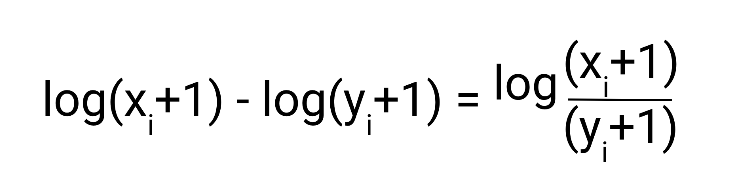 log(xᵢ+1) - log(yᵢ+1) = log (xᵢ+1)/(yᵢ+1)